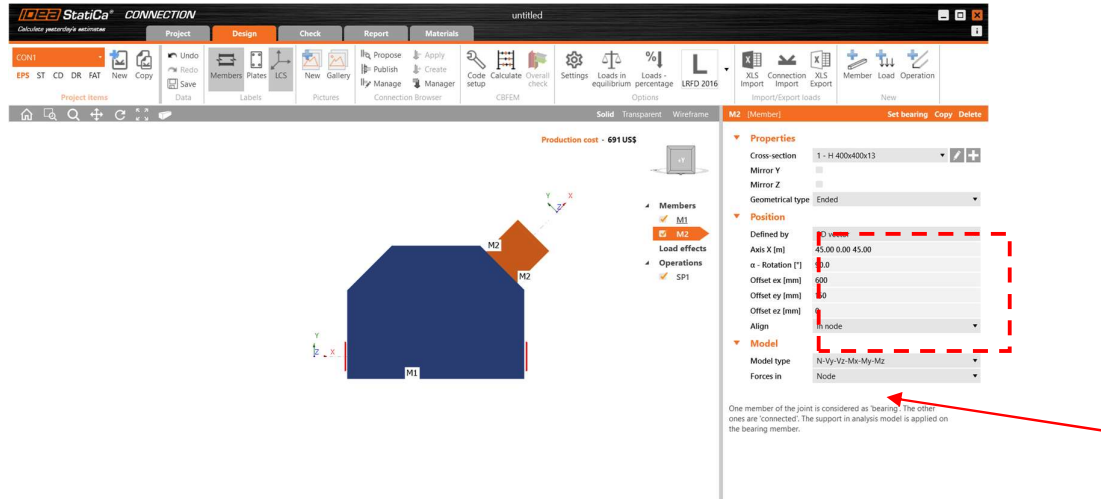 IDEA StatiCa® CONNECTION
untitled
Calculate yesterday's estimates
Project Design Check Report Materials
CON1
EPS ST CD DR FAT
New Copy
Undo
Redo
Save
Members Plates LCS
New Gallery
Propose Apply
Publish Create
Manage Manager
Code setup Calculate Overall check
Settings Loads in equilibrium Loads - percentage LRFD 2016
XLS Import Connection Import XLS Export
Member Load Operation
Project items Data Labels Pictures Connection Browser CBFEM Options Import/Export loads New
Solid Transparent Wireframe
M2 [Member] Set bearing Copy Delete
Production cost - 691 US$
Members
M1
M2
Load effects
Operations
SP1
Y X
Z
M2
M2
Y
Z X
M1
Properties
Cross-section 1 - H 400x400x13
Mirror Y
Mirror Z
Geometrical type Ended
Position
Defined by vector
Axis X [m] 45.00 0.00 45.00
α - Rotation [°] 90.0
Offset ex [mm] 600
Offset ey [mm]
Offset ez [mm]
Align In node
Model
Model type N-Vy-Vz-Mx-My-Mz
Forces in Node
One member of the joint is considered as 'bearing'. The other
ones are 'connected'. The support in analysis model is applied on
the bearing member.